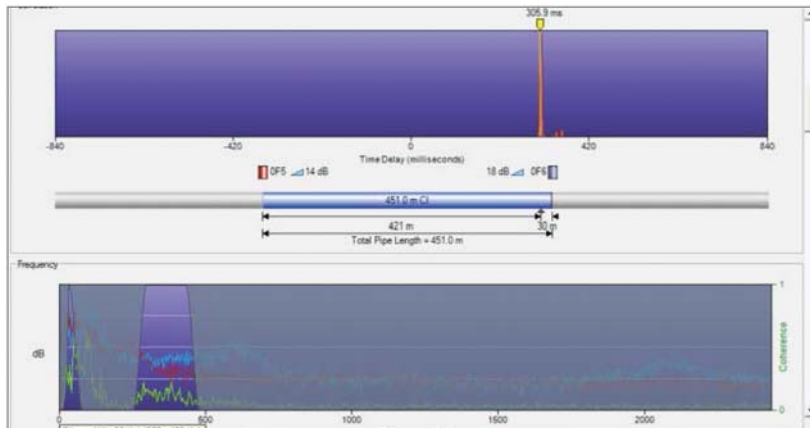 305.9 ms
-840 -420 0 420 840
Time Delay (milliseconds)
0F5 14 dB 18 dB 0F6
451.0 m CI
421 m 30 m
Total Pipe Length = 451.0 m
Frequency
1
dB
Coherence
0
0 500 1000 1500 2000